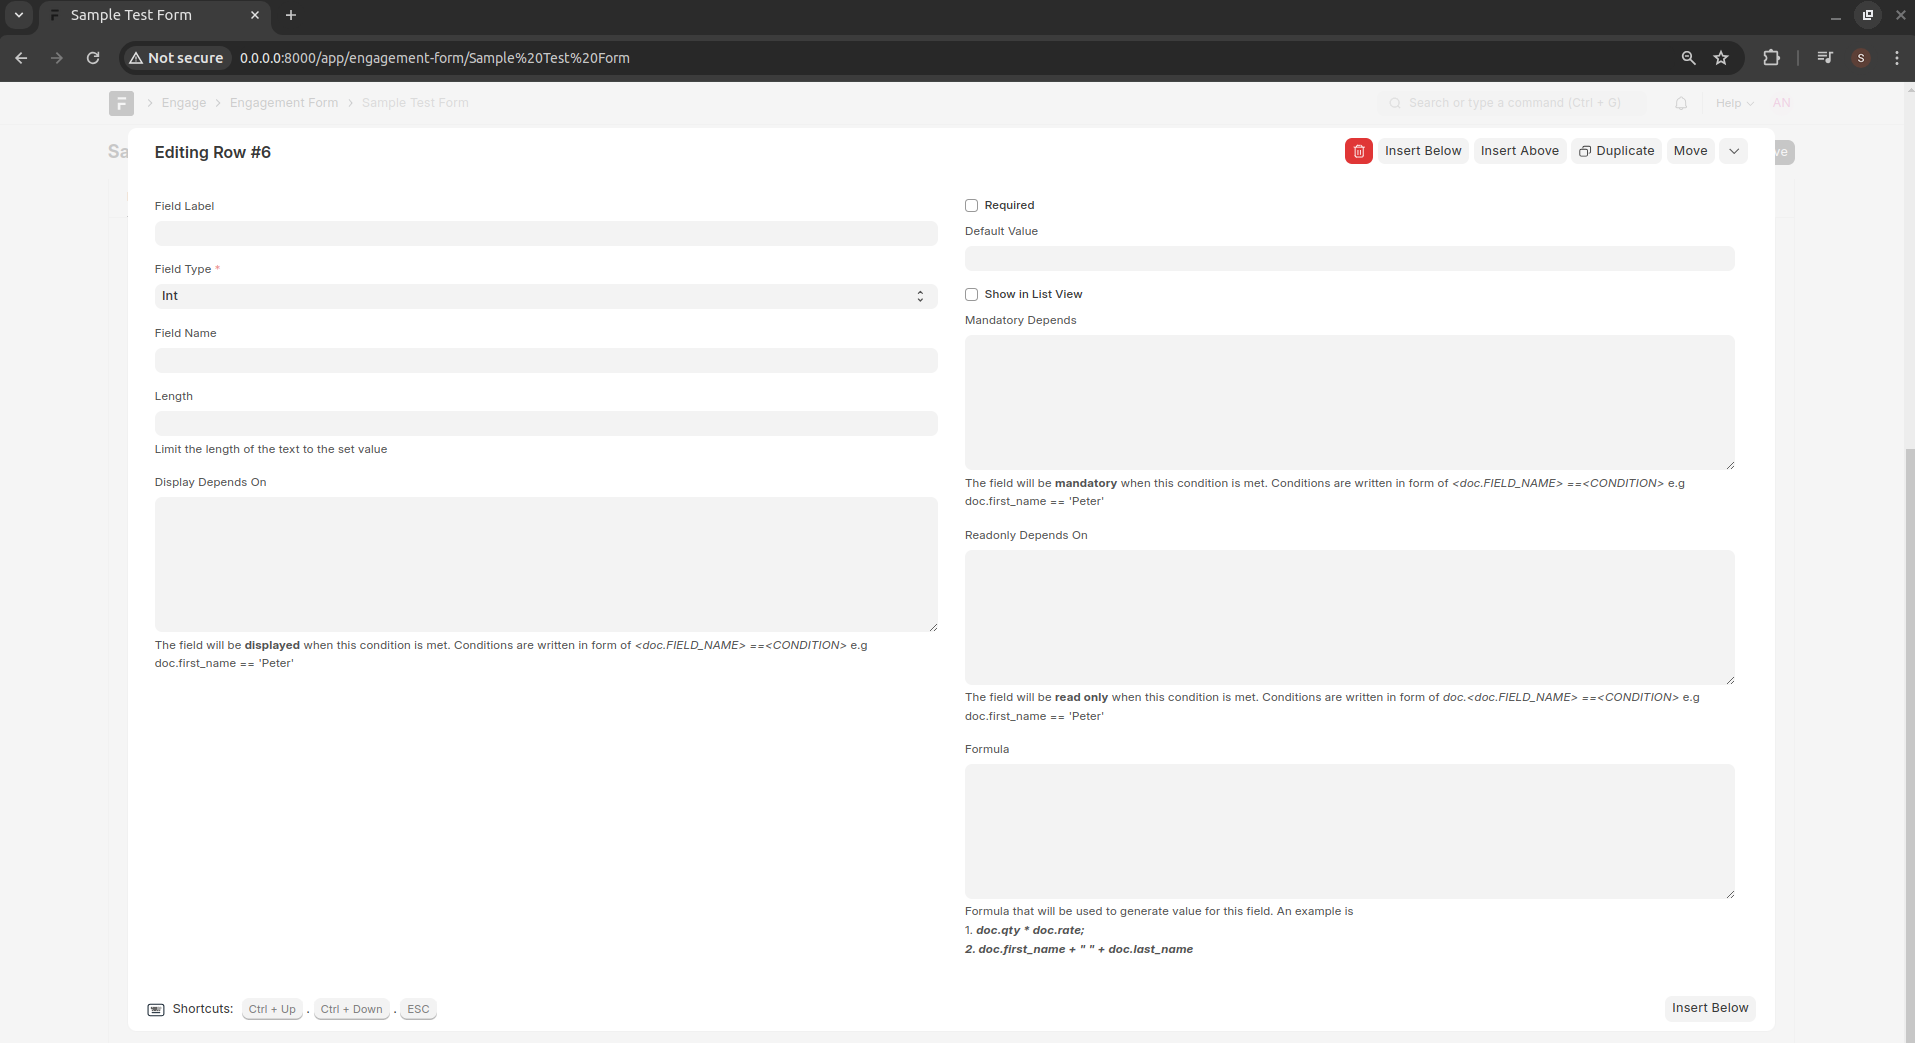 Sample Test Form
Not secure 0.0.0.0:8000/app/engagement-form/Sample%20Test%20Form
S
Engage Engagement Form Sample Test Form
Search or type a command (Ctrl + G)
Help
AN
Sa
ve
Editing Row #6
Insert Below
Insert Above
Duplicate
Move
Field Label
Field Type *
Int
Field Name
Length
Limit the length of the text to the set value
Display Depends On
The field will be displayed when this condition is met. Conditions are written in form of <doc.FIELD_NAME> ==<CONDITION> e.g
doc.first_name == 'Peter'
Required
Default Value
Show in List View
Mandatory Depends
The field will be mandatory when this condition is met. Conditions are written in form of <doc.FIELD_NAME> ==<CONDITION> e.g
doc.first_name == 'Peter'
Readonly Depends On
The field will be read only when this condition is met. Conditions are written in form of doc.<doc.FIELD_NAME> ==<CONDITION> e.g
doc.first_name == 'Peter'
Formula
Formula that will be used to generate value for this field. An example is
1. doc.qty * doc.rate;
2. doc.first_name + " " + doc.last_name
Shortcuts: Ctrl + Up . Ctrl + Down . ESC
Insert Below